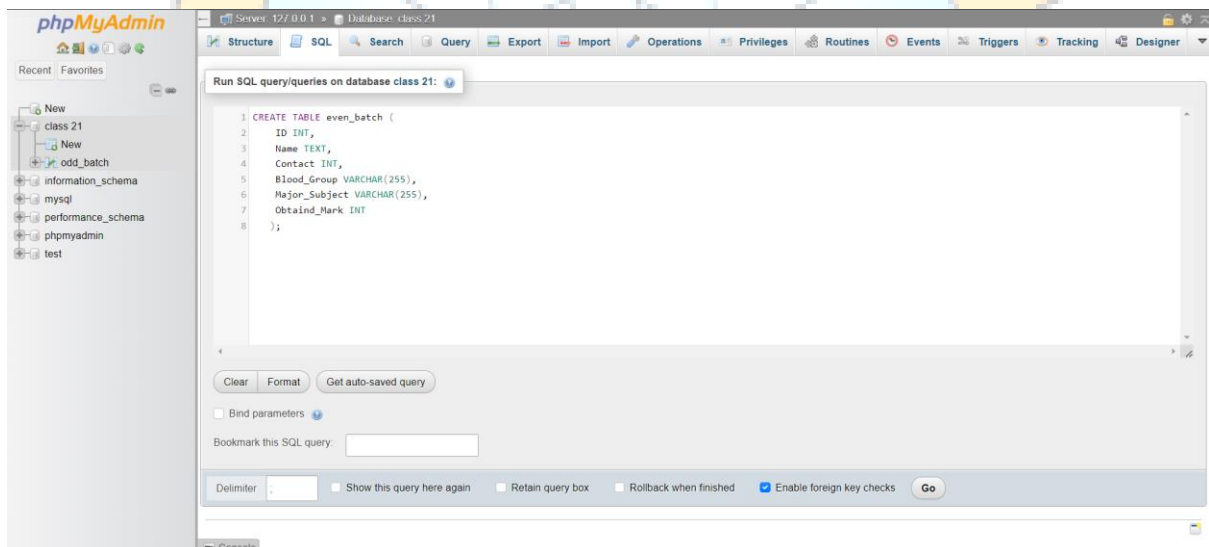 phpMyAdmin
Server: 127.0.0.1 » Database: class 21
Structure SQL Search Query Export Import Operations Privileges Routines Events Triggers Tracking Designer
Recent Favorites
New
class 21
New
odd_batch
information_schema
mysql
performance_schema
phpmyadmin
test
Run SQL query/queries on database class 21:
1 CREATE TABLE even_batch (
2 ID INT,
3 Name TEXT,
4 Contact INT,
5 Blood_Group VARCHAR(255),
6 Major_Subject VARCHAR(255),
7 Obtaind_Mark INT
8 );
Clear Format Get auto-saved query
Bind parameters
Bookmark this SQL query:
Delimiter ; Show this query here again Retain query box Rollback when finished Enable foreign key checks Go
Console